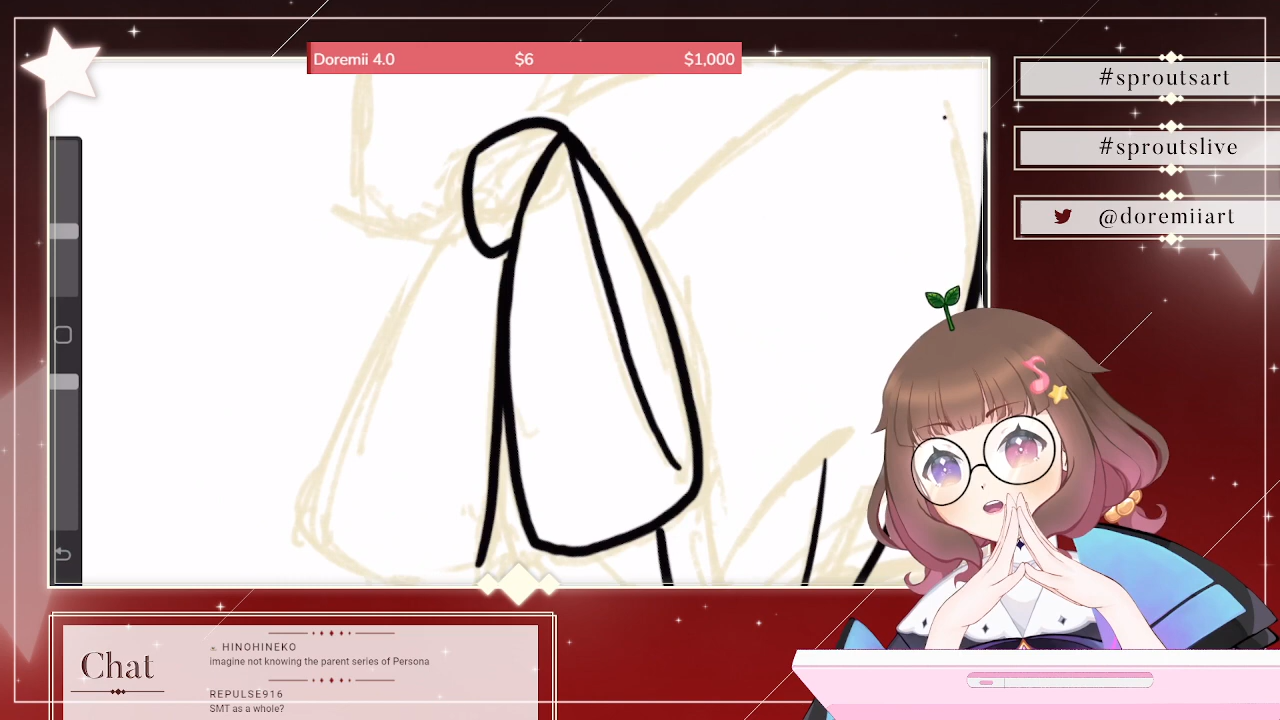 Doremii 4.0 $6 $1,000
#sproutsart
#sproutslive
@doremiiart
Chat
HINOHINEKO
imagine not knowing the parent series of Persona
REPULSE916
SMT as a whole?